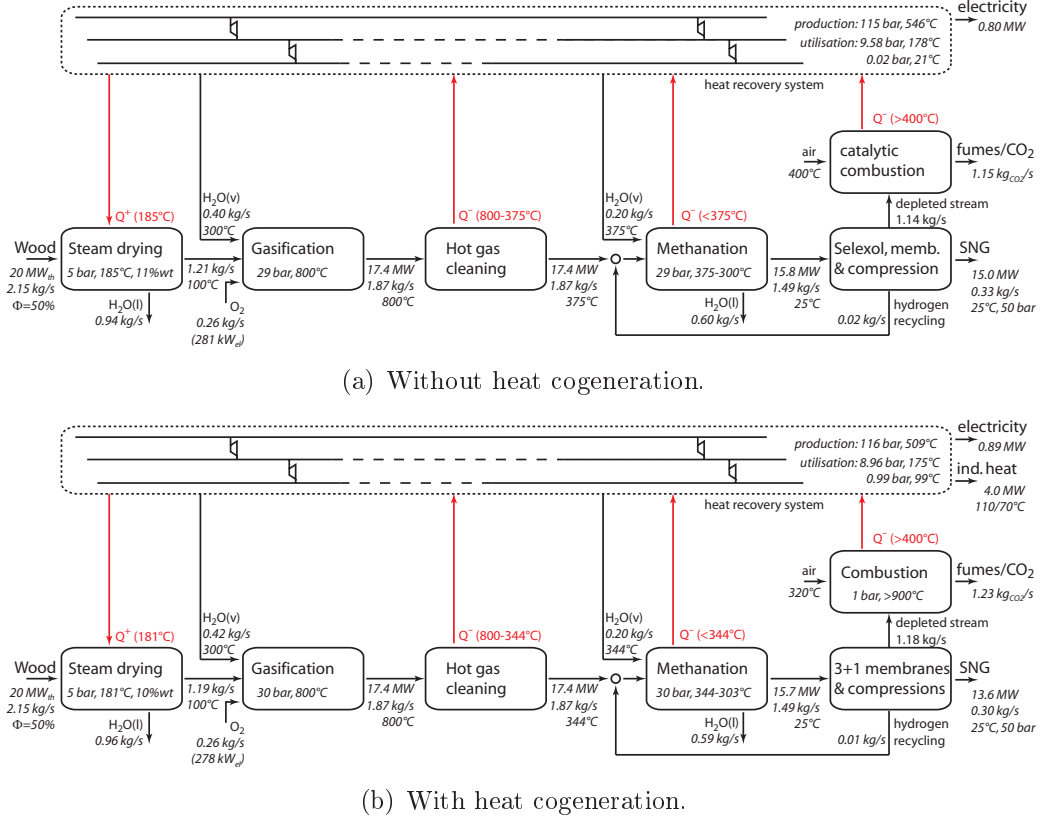 electricity
0.80 MW
production: 115 bar, 546°C
utilisation: 9.58 bar, 178°C
0.02 bar, 21°C
heat recovery system
Q⁻ (>400°C)
air
400°C
catalytic
combustion
fumes/CO₂
1.15 kg_CO2/s
depleted stream
1.14 kg/s
H₂O(v)
0.40 kg/s
300°C
H₂O(v)
0.20 kg/s
375°C
Q⁺ (185°C)
Q⁻ (800-375°C)
Q⁻ (<375°C)
Wood
20 MW_th
2.15 kg/s
Φ=50%
Steam drying
5 bar, 185°C, 11%wt
H₂O(l)
0.94 kg/s
1.21 kg/s
100°C
O₂
0.26 kg/s
(281 kW_el)
Gasification
29 bar, 800°C
17.4 MW
1.87 kg/s
800°C
Hot gas
cleaning
17.4 MW
1.87 kg/s
375°C
Methanation
29 bar, 375-300°C
H₂O(l)
0.60 kg/s
15.8 MW
1.49 kg/s
25°C
Selexol, memb.
& compression
0.02 kg/s
hydrogen
recycling
SNG
15.0 MW
0.33 kg/s
25°C, 50 bar
(a) Without heat cogeneration.
electricity
0.89 MW
ind. heat
4.0 MW
110/70°C
production: 116 bar, 509°C
utilisation: 8.96 bar, 175°C
0.99 bar, 99°C
heat recovery system
Q⁻ (>400°C)
air
320°C
Combustion
1 bar, >900°C
fumes/CO₂
1.23 kg_CO2/s
depleted stream
1.18 kg/s
H₂O(v)
0.42 kg/s
300°C
H₂O(v)
0.20 kg/s
344°C
Q⁺ (181°C)
Q⁻ (800-344°C)
Q⁻ (<344°C)
Wood
20 MW_th
2.15 kg/s
Φ=50%
Steam drying
5 bar, 181°C, 10%wt
H₂O(l)
0.96 kg/s
1.19 kg/s
100°C
O₂
0.26 kg/s
(278 kW_el)
Gasification
30 bar, 800°C
17.4 MW
1.87 kg/s
800°C
Hot gas
cleaning
17.4 MW
1.87 kg/s
344°C
Methanation
30 bar, 344-303°C
H₂O(l)
0.59 kg/s
15.7 MW
1.49 kg/s
25°C
3+1 membranes
& compressions
0.01 kg/s
hydrogen
recycling
SNG
13.6 MW
0.30 kg/s
25°C, 50 bar
(b) With heat cogeneration.